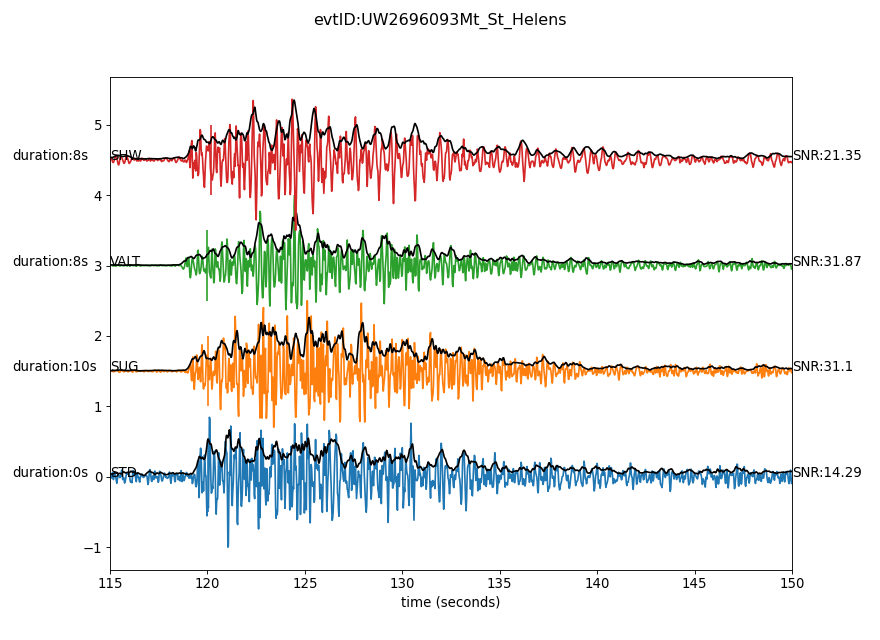 evtID:UW2696093Mt_St_Helens
5
duration:8s SHW SNR:21.35
4
duration:8s VALT 3 SNR:31.87
2
duration:10s SUG SNR:31.1
1
duration:0s STD 0 SNR:14.29
−1
115 120 125 130 135 140 145 150
time (seconds)